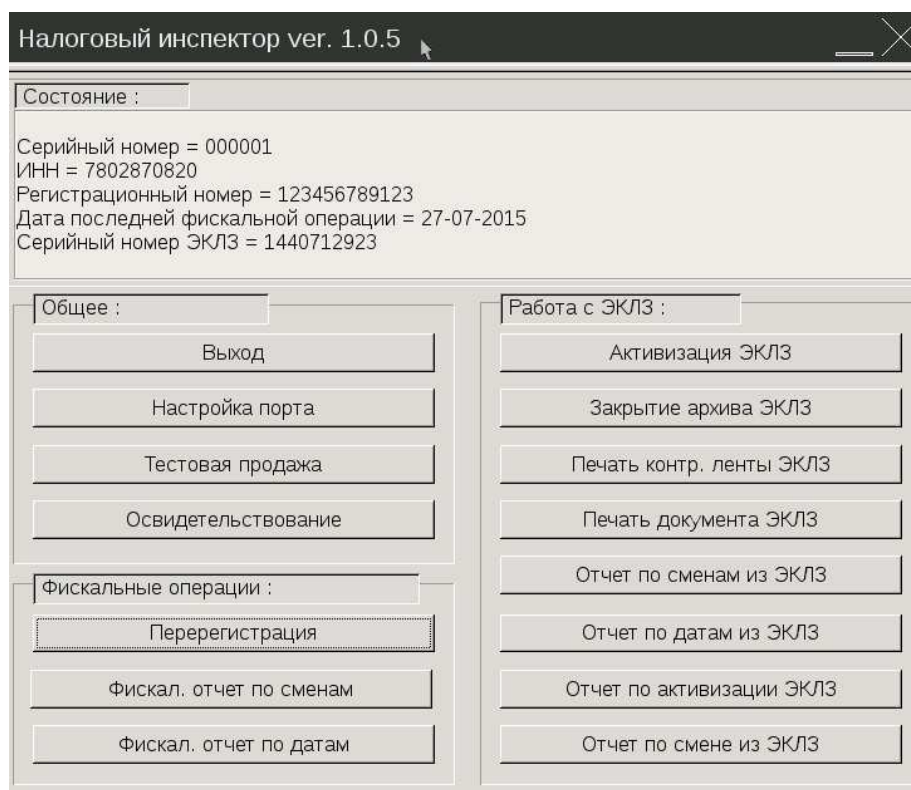 Налоговый инспектор ver. 1.0.5
Состояние :
Серийный номер = 000001
ИНН = 7802870820
Регистрационный номер = 123456789123
Дата последней фискальной операции = 27-07-2015
Серийный номер ЭКЛЗ = 1440712923
Общее :
Выход
Настройка порта
Тестовая продажа
Освидетельствование
Фискальные операции :
Перерегистрация
Фискал. отчет по сменам
Фискал. отчет по датам
Работа с ЭКЛЗ :
Активизация ЭКЛЗ
Закрытие архива ЭКЛЗ
Печать контр. ленты ЭКЛЗ
Печать документа ЭКЛЗ
Отчет по сменам из ЭКЛЗ
Отчет по датам из ЭКЛЗ
Отчет по активизации ЭКЛЗ
Отчет по смене из ЭКЛЗ